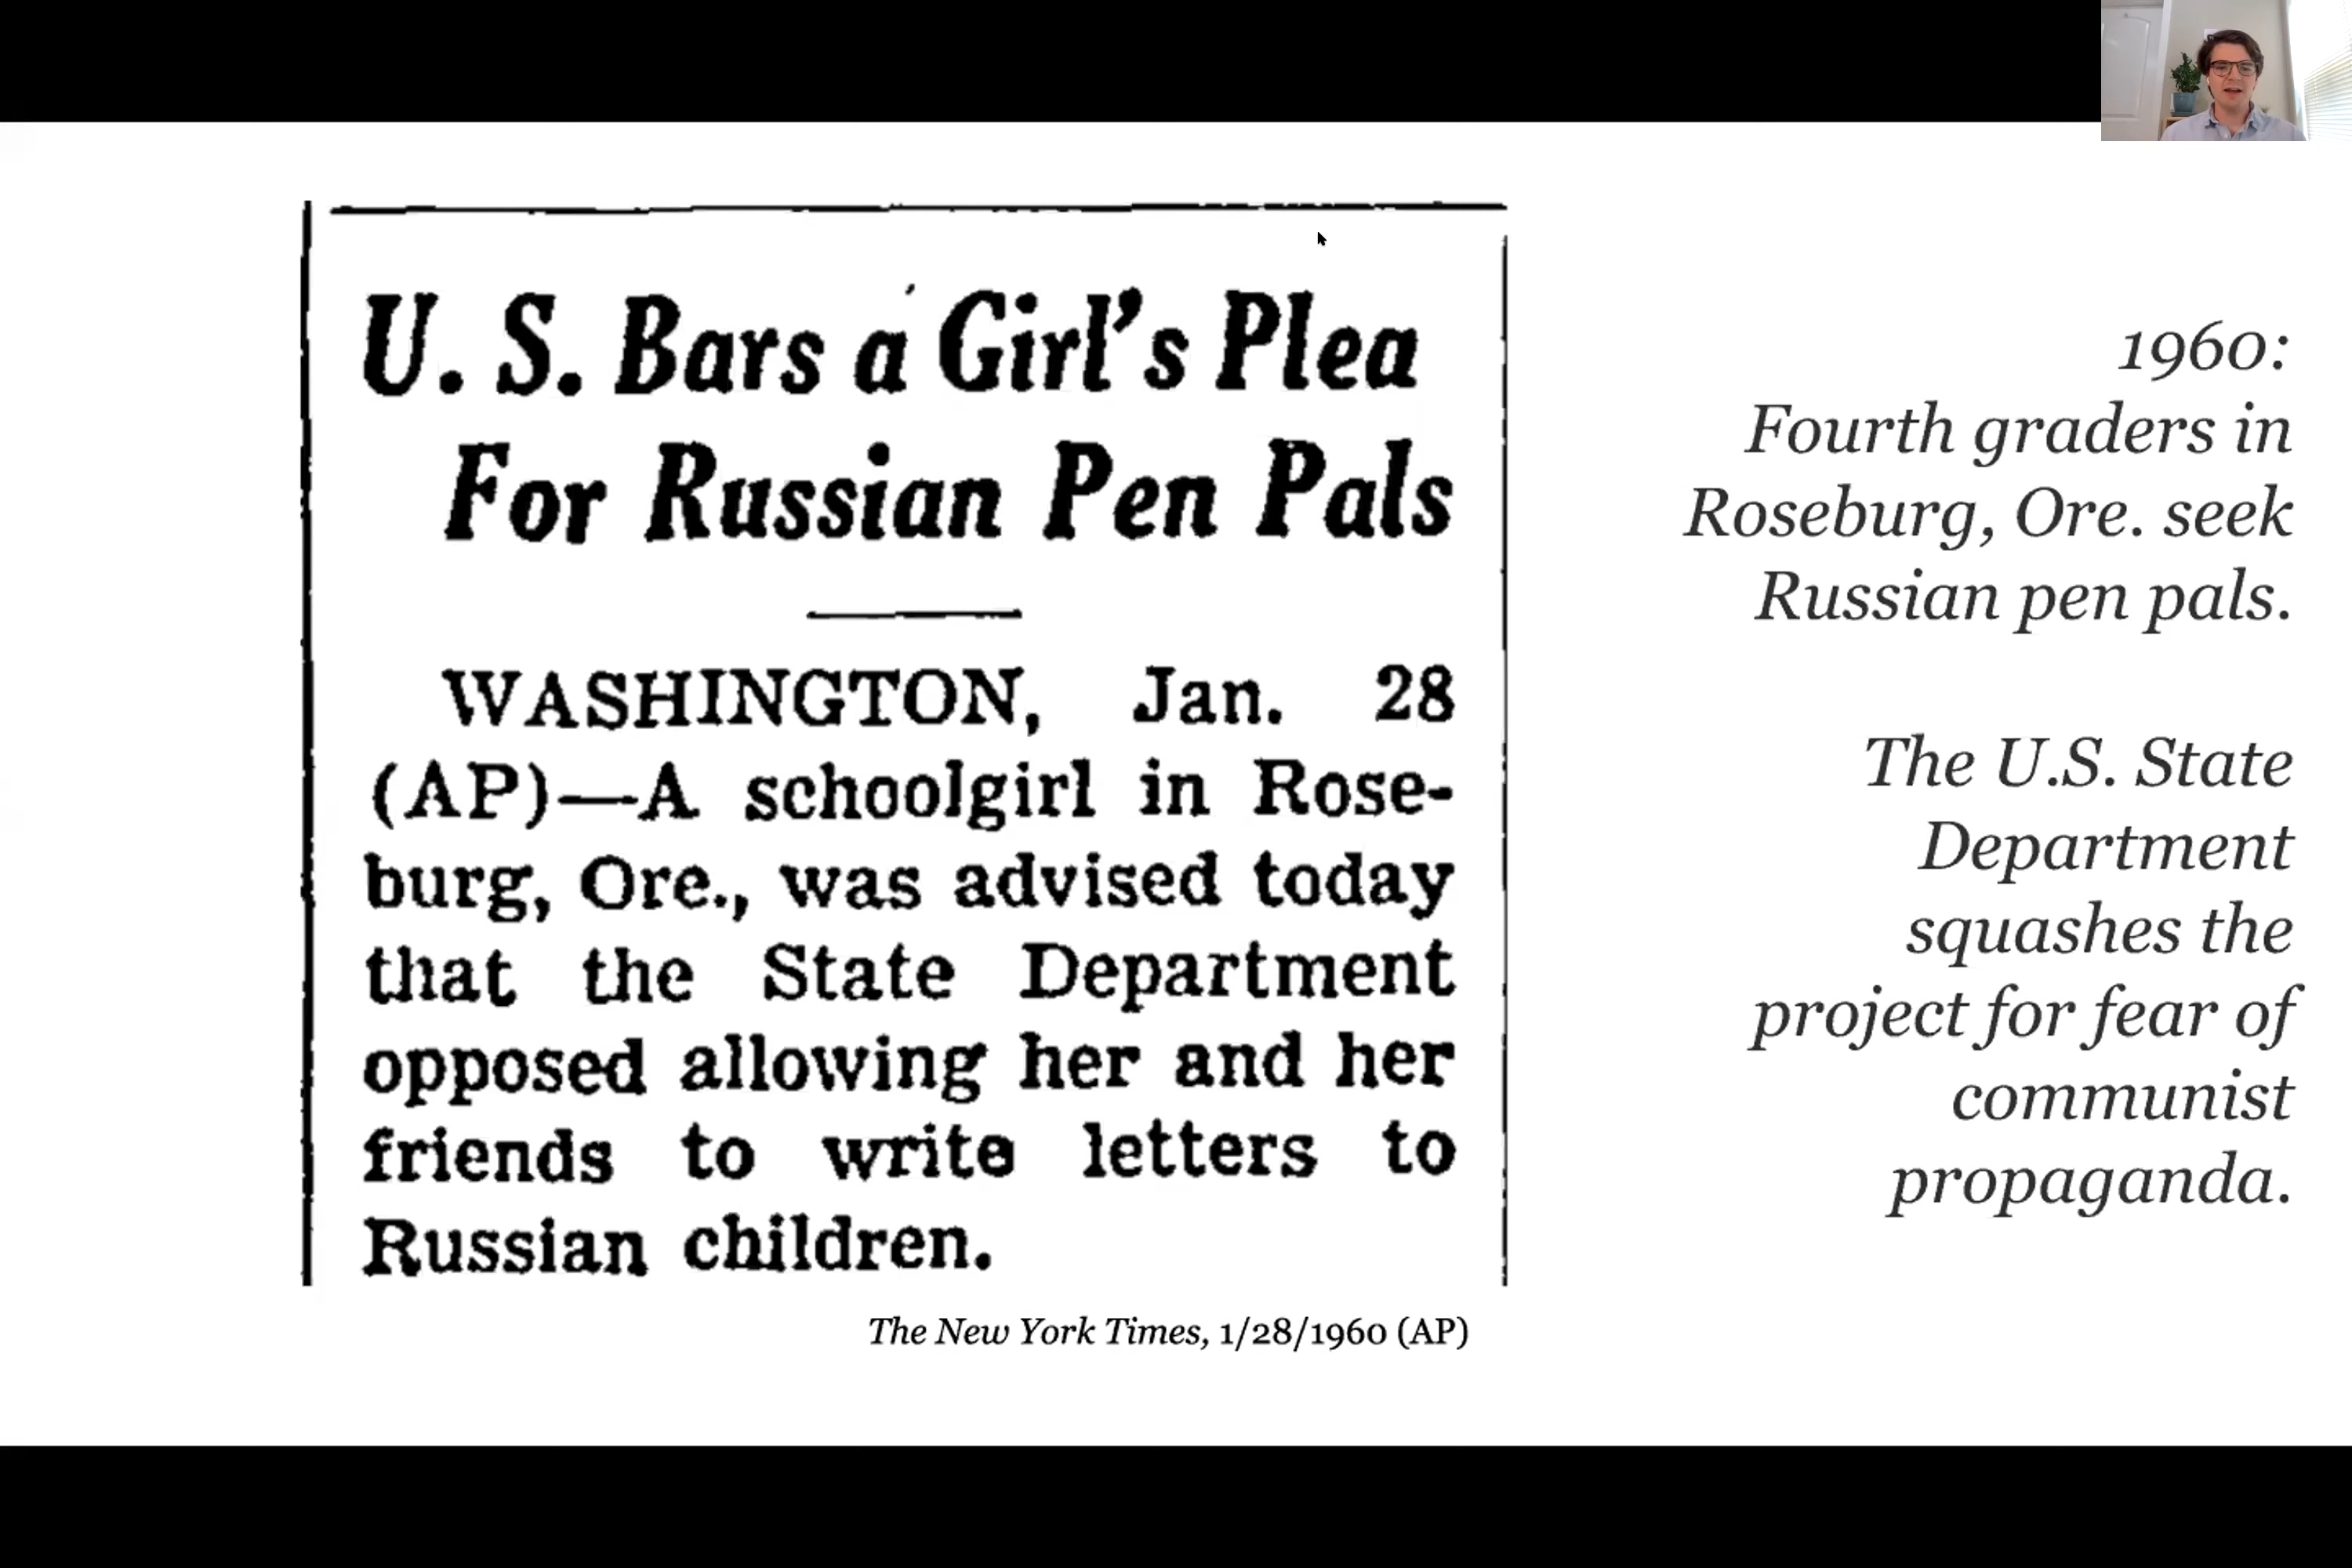 U. S. Bars a Girl's Plea
For Russian Pen Pals
WASHINGTON, Jan. 28
(AP)—A schoolgirl in Rose-
burg, Ore., was advised today
that the State Department
opposed allowing her and her
friends to write letters to
Russian children.
The New York Times, 1/28/1960 (AP)
1960:
Fourth graders in
Roseburg, Ore. seek
Russian pen pals.
The U.S. State
Department
squashes the
project for fear of
communist
propaganda.